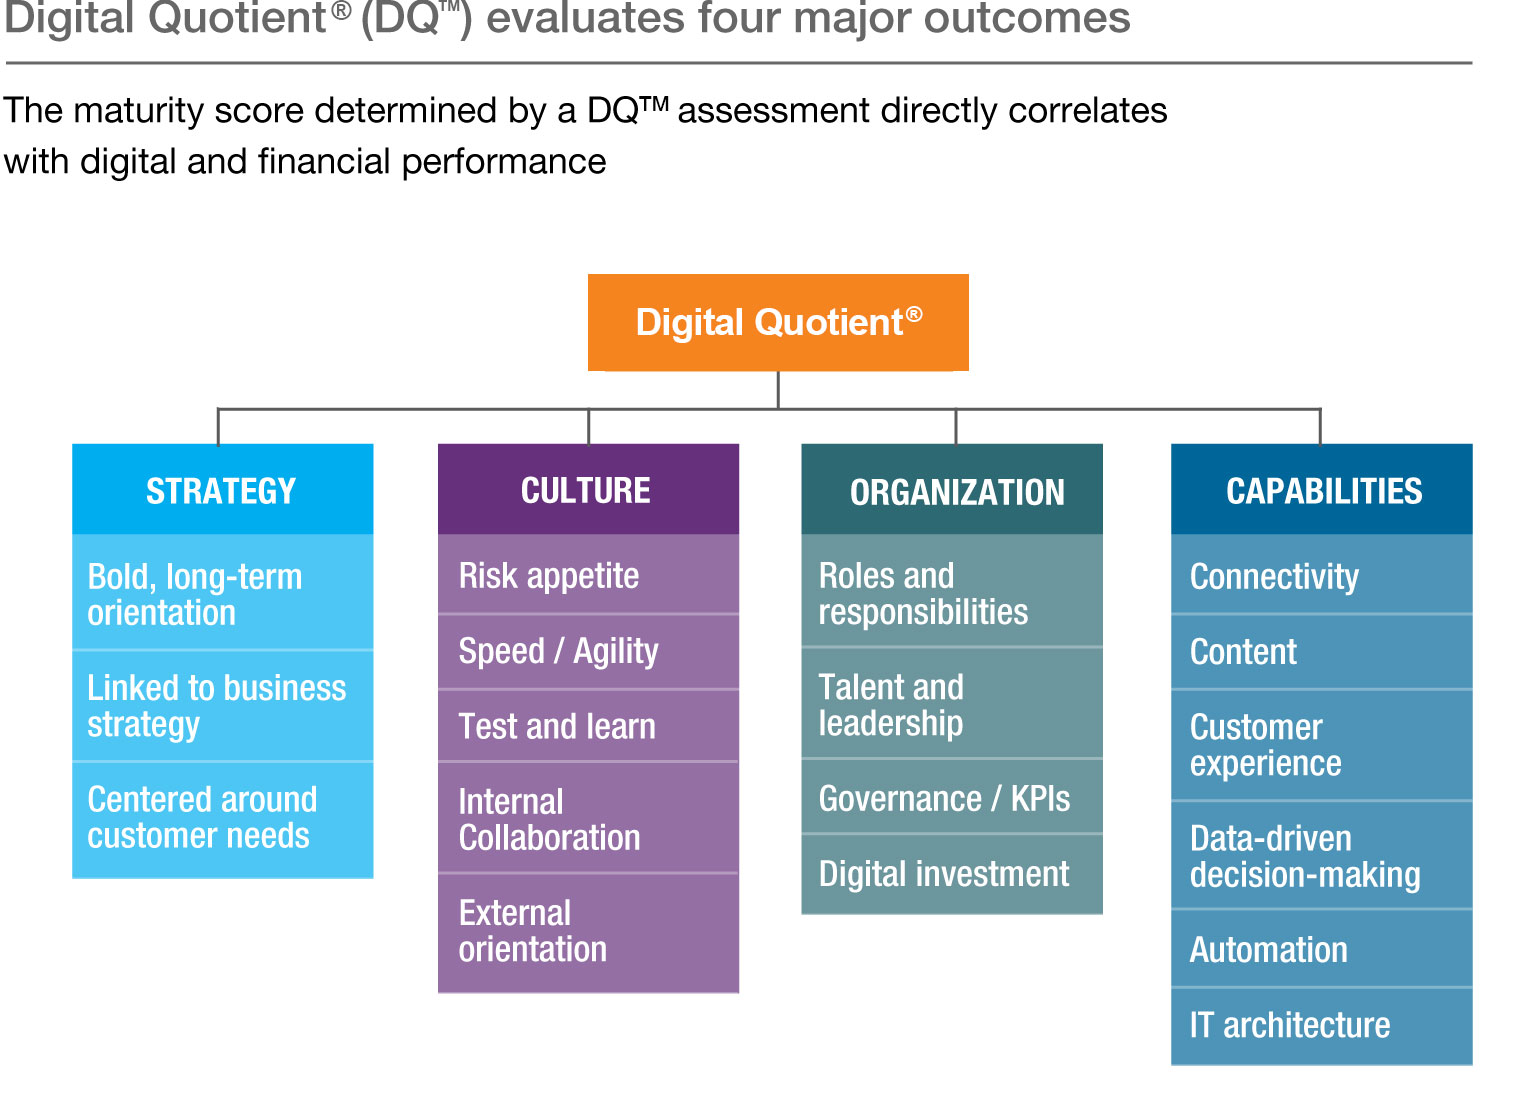 Digital Quotient® (DQ™) evaluates four major outcomes
The maturity score determined by a DQ™ assessment directly correlates
with digital and financial performance
Digital Quotient®
STRATEGY
Bold, long-term
orientation
Linked to business
strategy
Centered around
customer needs
CULTURE
Risk appetite
Speed / Agility
Test and learn
Internal
Collaboration
External
orientation
ORGANIZATION
Roles and
responsibilities
Talent and
leadership
Governance / KPIs
Digital investment
CAPABILITIES
Connectivity
Content
Customer
experience
Data-driven
decision-making
Automation
IT architecture